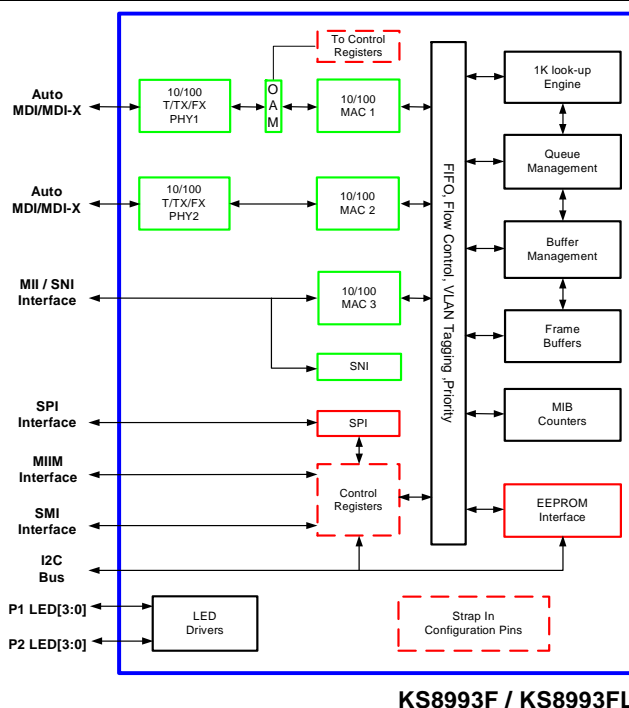 To Control
Registers
Auto
MDI/MDI-X
10/100
T/TX/FX
PHY1
O
A
M
10/100
MAC 1
1K look-up
Engine
Queue
Management
Auto
MDI/MDI-X
10/100
T/TX/FX
PHY2
10/100
MAC 2
FIFO, Flow Control, VLAN Tagging ,Priority
Buffer
Management
MII / SNI
Interface
10/100
MAC 3
Frame
Buffers
SNI
SPI
Interface
SPI
MIB
Counters
MIIM
Interface
Control
Registers
EEPROM
Interface
SMI
Interface
I2C
Bus
P1 LED[3:0]
P2 LED[3:0]
LED
Drivers
Strap In
Configuration Pins
KS8993F / KS8993FL